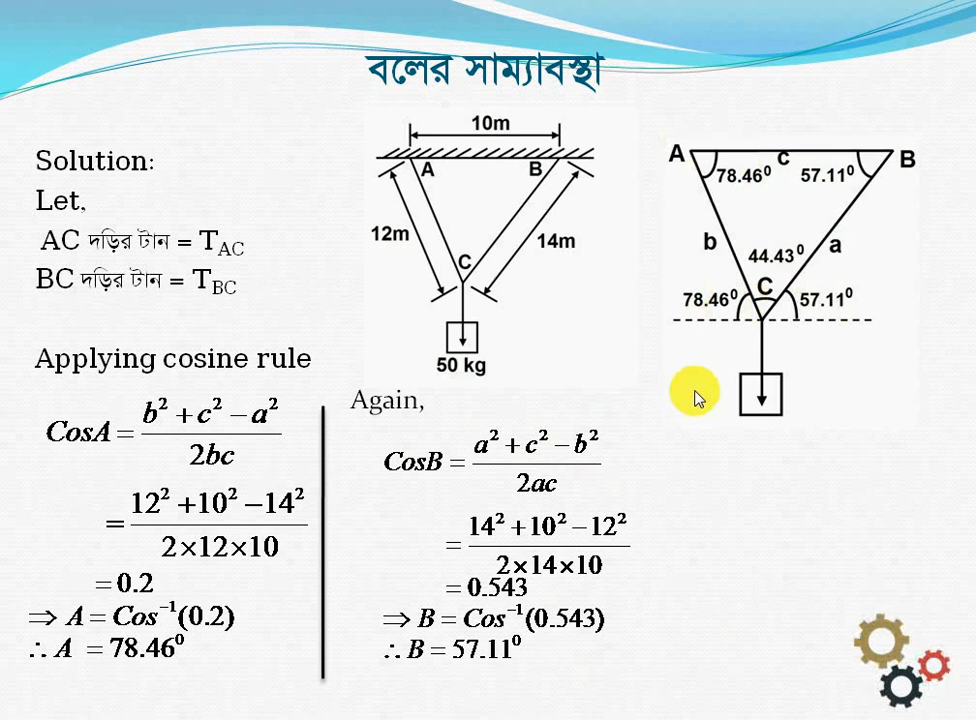 বলের সাম্যাবস্থা
Solution:
Let,
AC দড়ির টান = T_AC
BC দড়ির টান = T_BC
Applying cosine rule
CosA = (b² + c² − a²) / 2bc
= (12² + 10² − 14²) / (2×12×10)
= 0.2
⇒ A = Cos⁻¹(0.2)
∴ A = 78.46⁰
10m
A B
12m 14m
C
50 kg
Again,
CosB = (a² + c² − b²) / 2ac
= (14² + 10² − 12²) / (2×14×10)
= 0.543
⇒ B = Cos⁻¹(0.543)
∴ B = 57.11⁰
A c B
78.46⁰ 57.11⁰
b a
44.43⁰
C
78.46⁰ 57.11⁰